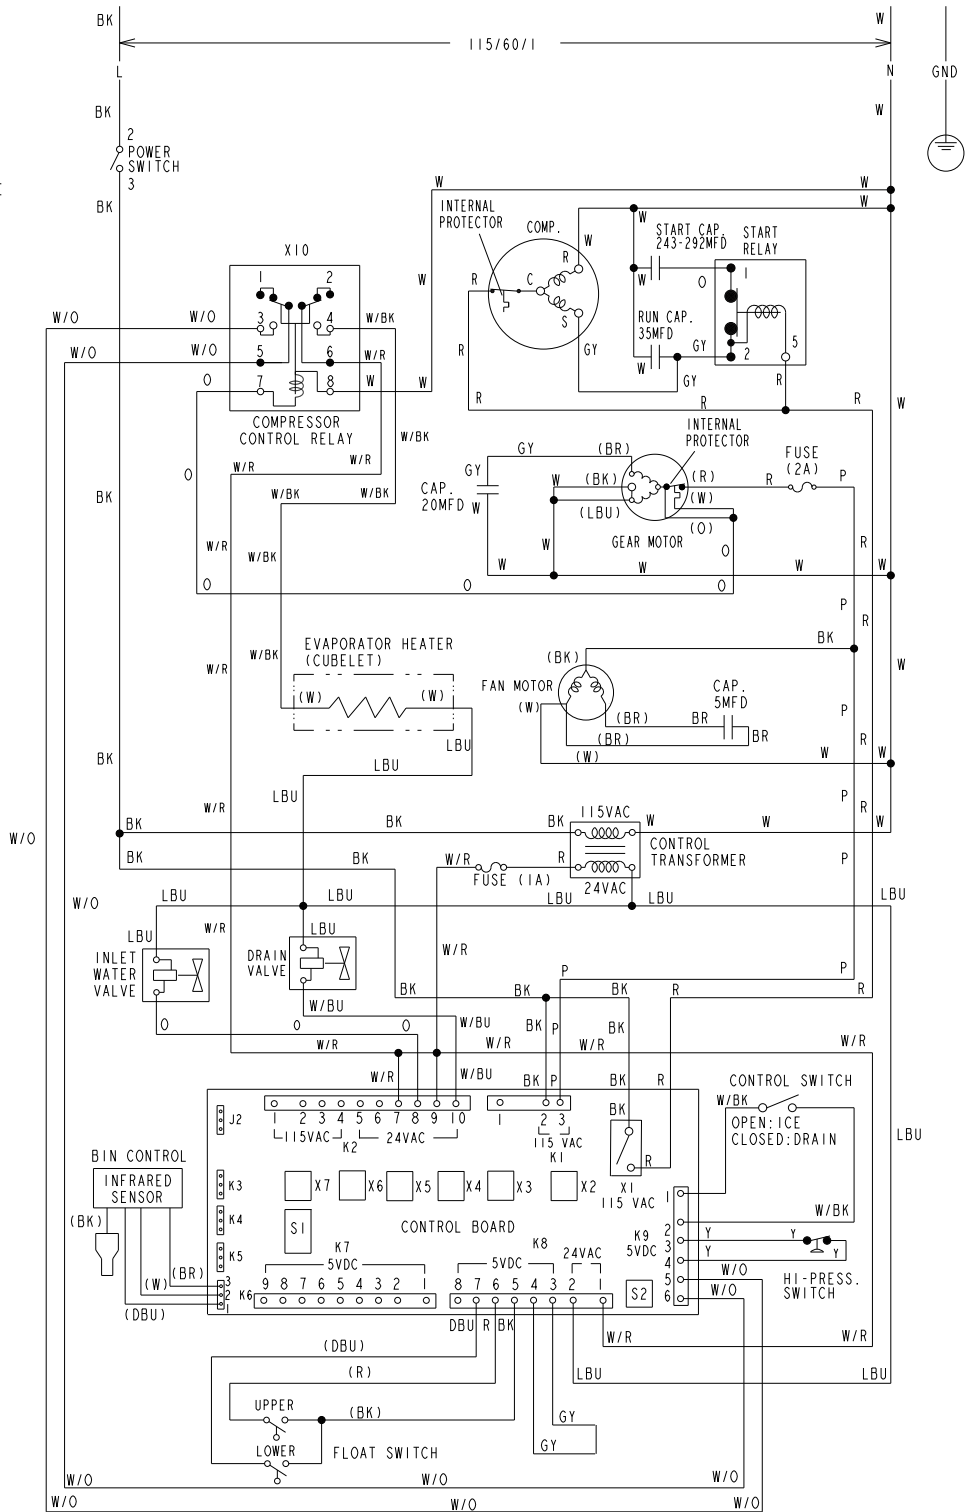 BK
W
115/60/1
L
N
GND
BK
W
2
POWER
SWITCH
3
BK
W
W
W
INTERNAL
PROTECTOR
COMP.
START CAP.
243-292MFD
START
RELAY
X10
1
2
R
W
W
W
O
1
R
C
S
W/O
W/O
3
4
W/BK
W
RUN CAP.
35MFD
W/O
W/O
5
6
W/R
R
GY
W
GY
2
5
O
7
8
W
W
GY
R
R
R
R
W
COMPRESSOR
CONTROL RELAY
W/BK
INTERNAL
PROTECTOR
GY
(BR)
FUSE
(2A)
O
W/R
W/R
GY
W
(BK)
(R)
R
P
BK
W/BK
W/BK
CAP.
20MFD
W
(W)
(LBU)
(O)
GEAR MOTOR
W/R
W/BK
W
O
R
W
W
W
W
O
O
O
P
R
BK
EVAPORATOR HEATER
(CUBELET)
W/R
W/BK
(BK)
W
FAN MOTOR
CAP.
5MFD
(W)
(W)
(W)
(BR)
BR
P
LBU
(BR)
BR
R
BK
LBU
(W)
W
W
LBU
W/R
P
R
115VAC
BK
BK
BK
W
W
W
W/O
CONTROL
TRANSFORMER
BK
BK
W/R
R
P
FUSE (1A)
24VAC
LBU
LBU
LBU
LBU
LBU
W/O
W/R
LBU
INLET
WATER
VALVE
DRAIN
VALVE
W/R
P
P
BK
BK
BK
R
R
W/BU
O
O
O
W/BU
BK
P
BK
W/R
W/R
W/R
W/R
W/R
W/BU
BK
P
BK
R
CONTROL SWITCH
W/BK
J2
1
2
3
4
5
6
7
8
9
10
1
2
3
BK
OPEN:ICE
CLOSED:DRAIN
115VAC
K2
24VAC
115 VAC
K1
LBU
BIN CONTROL
R
INFRARED
SENSOR
K3
X7
X6
X5
X4
X3
X2
X1
115 VAC
1
K4
W/BK
(BK)
S1
CONTROL BOARD
2
K9
5VDC
Y
Y
K5
K7
5VDC
K8
5VDC
24VAC
3
Y
Y
4
(BR)
W/O
HI-PRESS.
SWITCH
(W)
3
2
1
K6
9
8
7
6
5
4
3
2
1
8
7
6
5
4
3
2
1
S2
5
W/O
6
(DBU)
DBU
R
BK
W/R
W/R
(DBU)
(R)
LBU
LBU
UPPER
(BK)
GY
LOWER
FLOAT SWITCH
GY
W/O
W/O
W/O
W/O
W/O
W/O